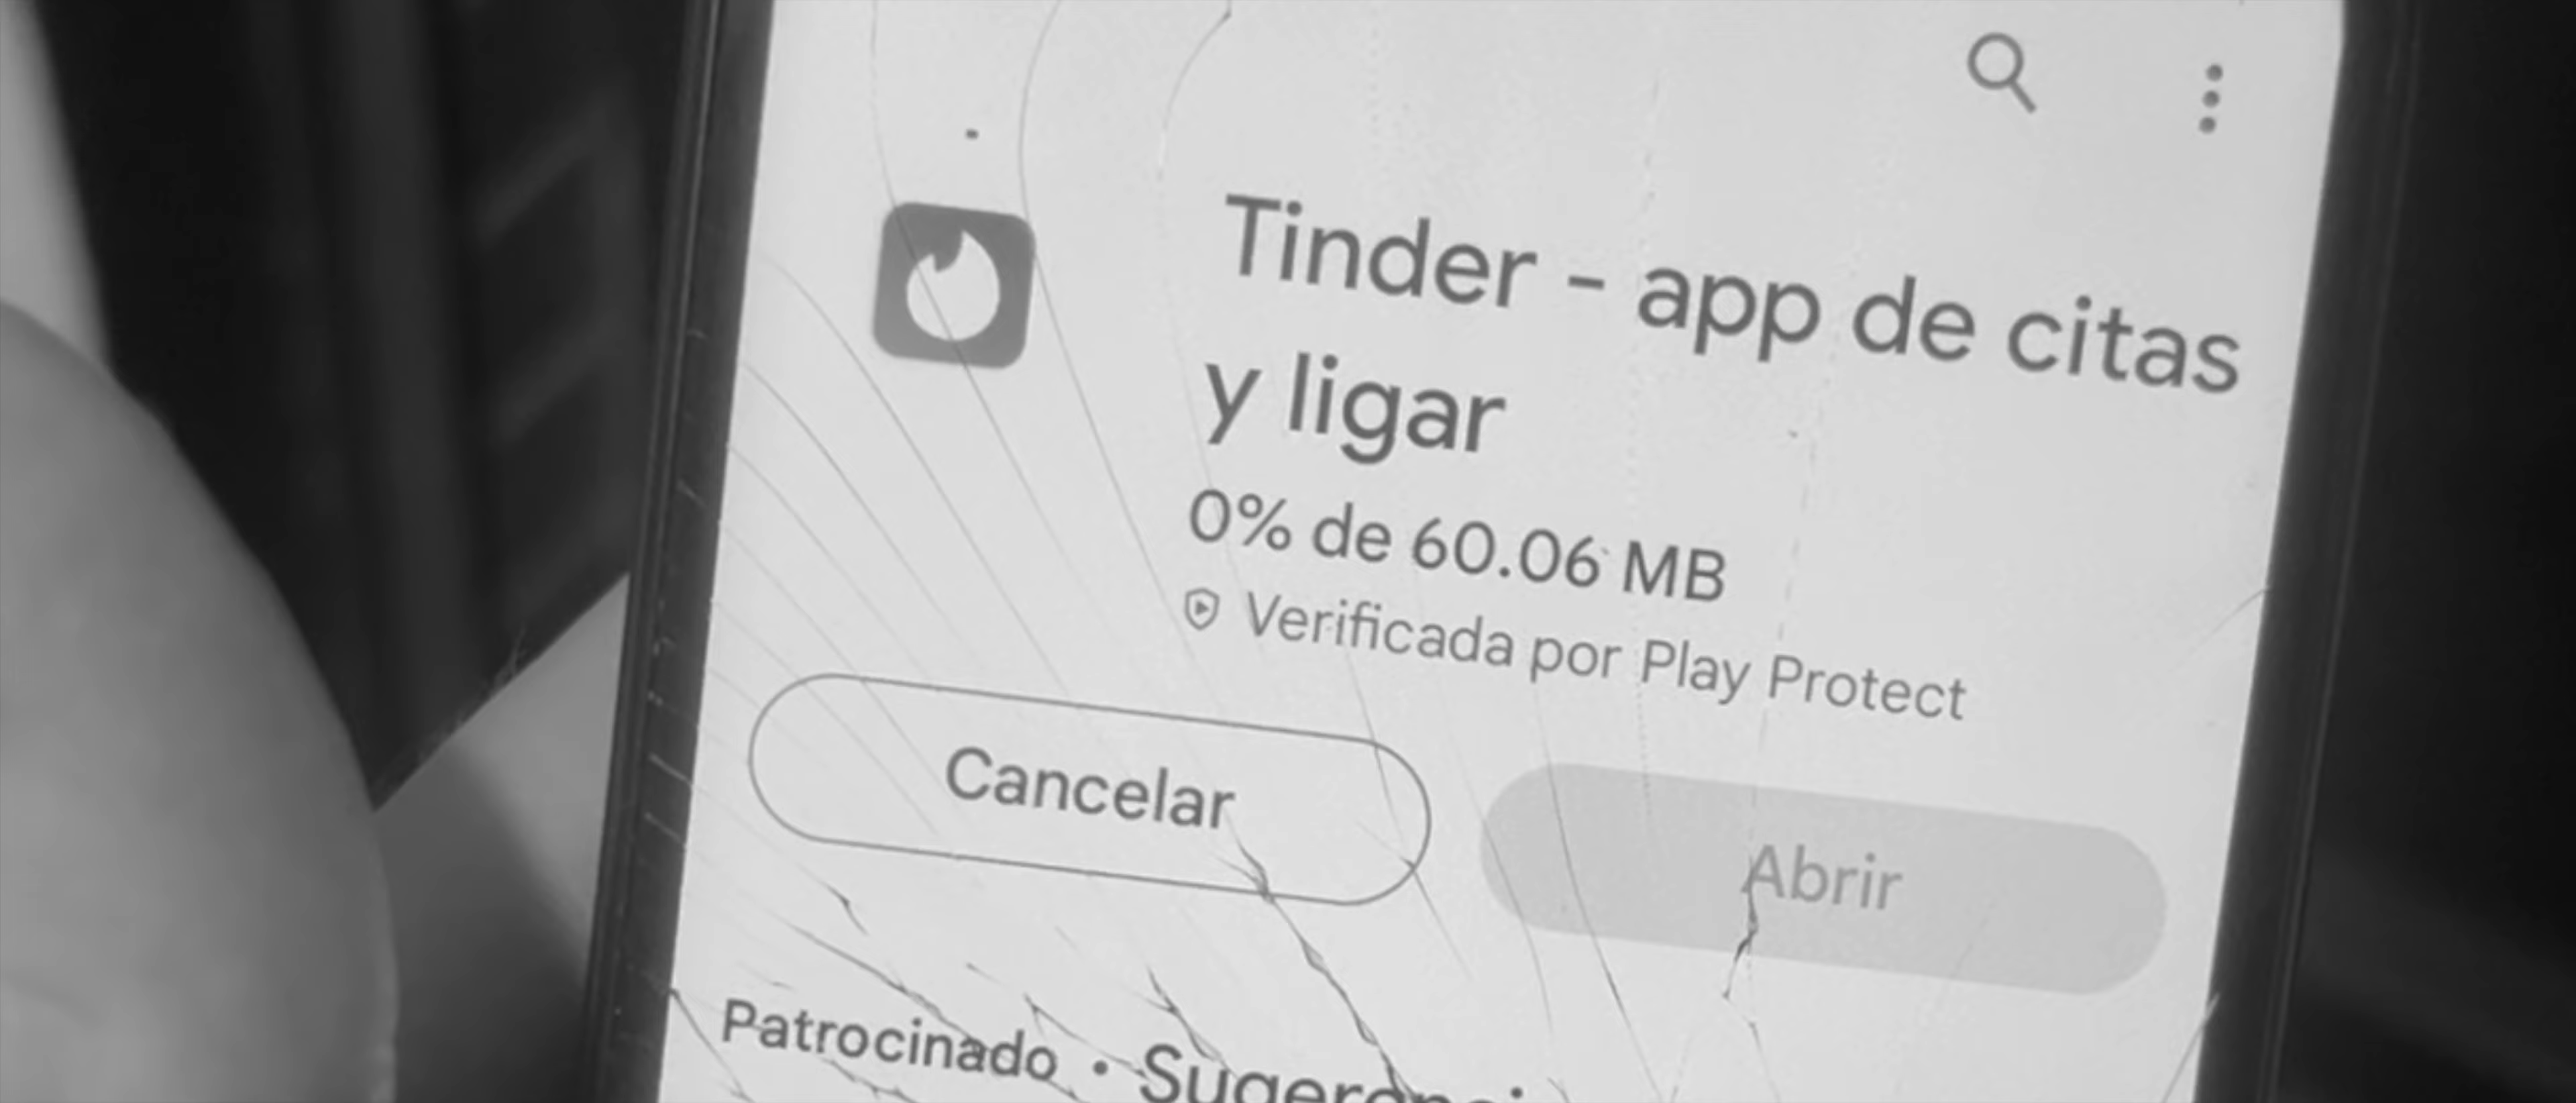 Tinder - app de citas
y ligar
0% de 60.06 MB
Verificada por Play Protect
Cancelar
Abrir
Patrocinado •